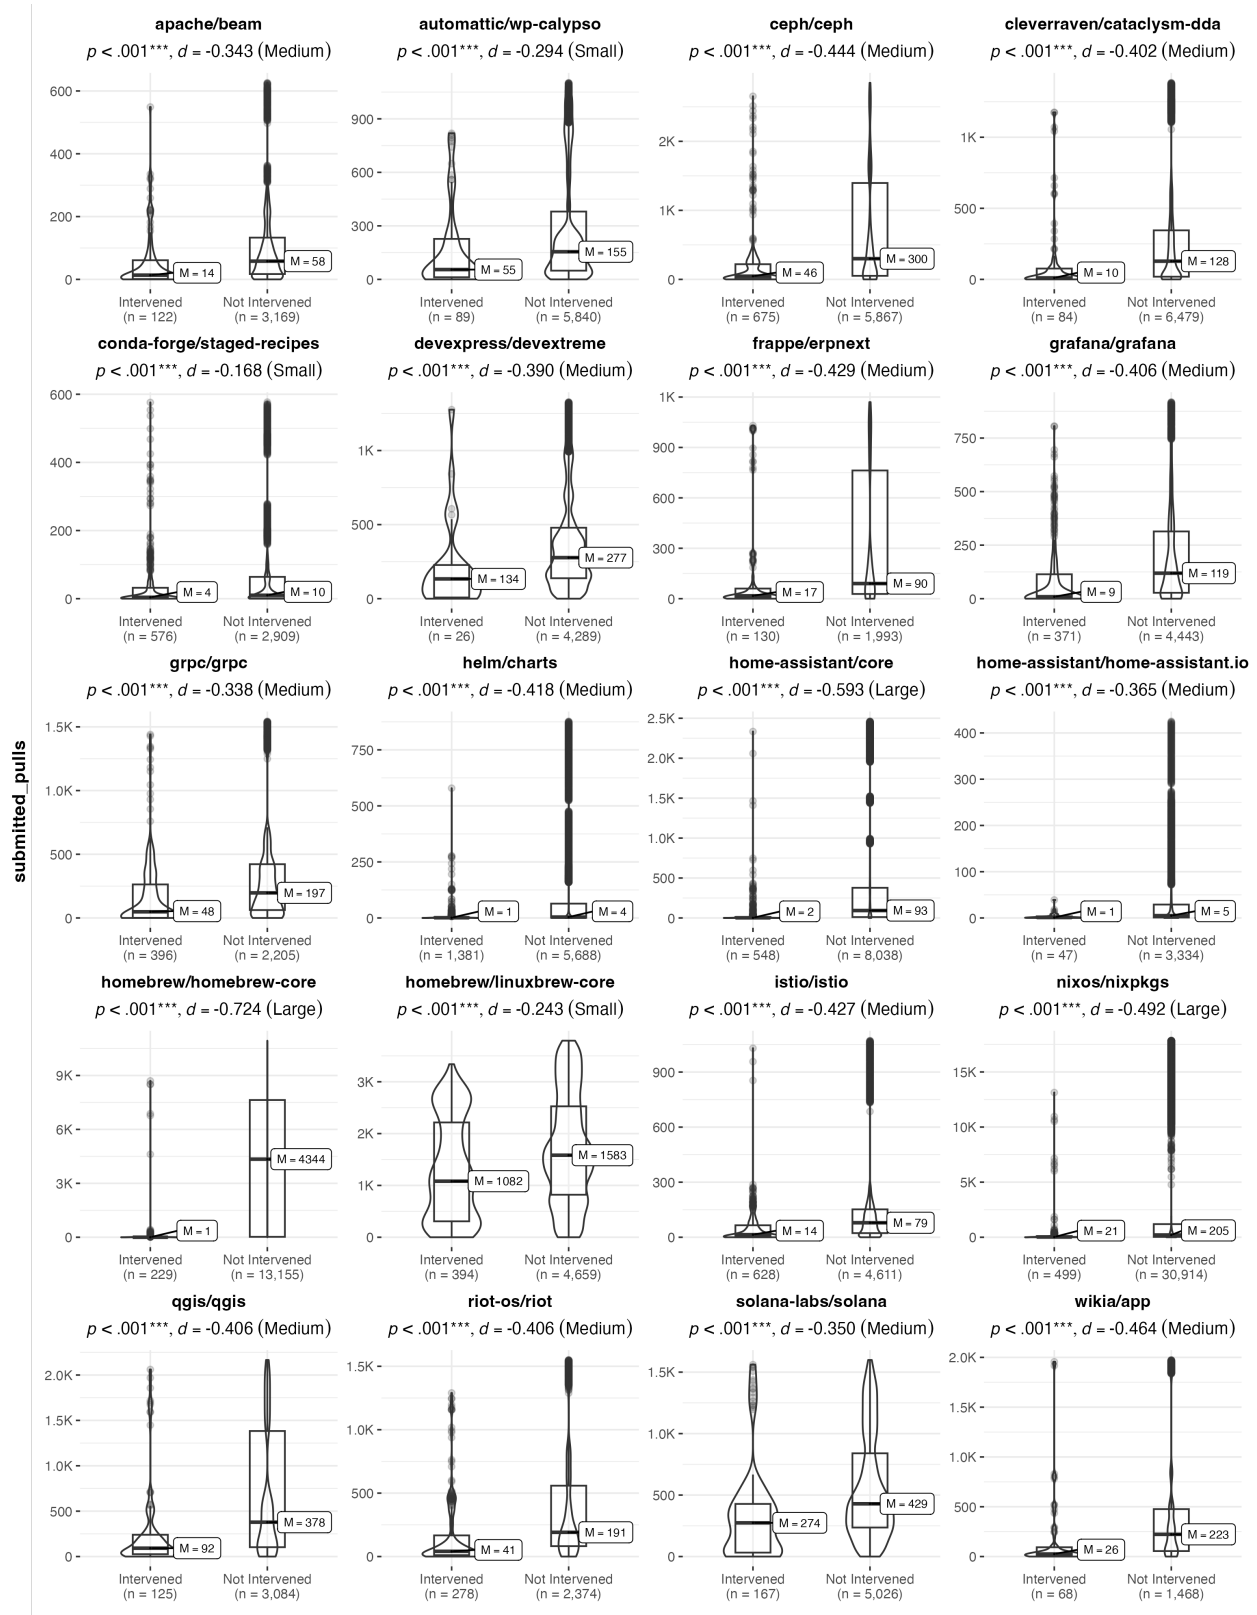 submitted_pulls
apache/beam
p < .001***, d = -0.343 (Medium)
600
400
200
0
M = 14
M = 58
Intervened
(n = 122)
Not Intervened
(n = 3,169)
automattic/wp-calypso
p < .001***, d = -0.294 (Small)
900
600
300
0
M = 55
M = 155
Intervened
(n = 89)
Not Intervened
(n = 5,840)
ceph/ceph
p < .001***, d = -0.444 (Medium)
2K
1K
0
M = 46
M = 300
Intervened
(n = 675)
Not Intervened
(n = 5,867)
cleverraven/cataclysm-dda
p < .001***, d = -0.402 (Medium)
1K
500
0
M = 10
M = 128
Intervened
(n = 84)
Not Intervened
(n = 6,479)
conda-forge/staged-recipes
p < .001***, d = -0.168 (Small)
600
400
200
0
M = 4
M = 10
Intervened
(n = 576)
Not Intervened
(n = 2,909)
devexpress/devextreme
p < .001***, d = -0.390 (Medium)
1K
500
0
M = 134
M = 277
Intervened
(n = 26)
Not Intervened
(n = 4,289)
frappe/erpnext
p < .001***, d = -0.429 (Medium)
1K
900
600
300
0
M = 17
M = 90
Intervened
(n = 130)
Not Intervened
(n = 1,993)
grafana/grafana
p < .001***, d = -0.406 (Medium)
750
500
250
0
M = 9
M = 119
Intervened
(n = 371)
Not Intervened
(n = 4,443)
grpc/grpc
p < .001***, d = -0.338 (Medium)
1.5K
1.0K
500
0
M = 48
M = 197
Intervened
(n = 396)
Not Intervened
(n = 2,205)
helm/charts
p < .001***, d = -0.418 (Medium)
750
500
250
0
M = 1
M = 4
Intervened
(n = 1,381)
Not Intervened
(n = 5,688)
home-assistant/core
p < .001***, d = -0.593 (Large)
2.5K
2.0K
1.5K
1.0K
500
0
M = 2
M = 93
Intervened
(n = 548)
Not Intervened
(n = 8,038)
home-assistant/home-assistant.io
p < .001***, d = -0.365 (Medium)
400
300
200
100
0
M = 1
M = 5
Intervened
(n = 47)
Not Intervened
(n = 3,334)
homebrew/homebrew-core
p < .001***, d = -0.724 (Large)
9K
6K
3K
0
M = 1
M = 4344
Intervened
(n = 229)
Not Intervened
(n = 13,155)
homebrew/linuxbrew-core
p < .001***, d = -0.243 (Small)
3K
2K
1K
0
M = 1082
M = 1583
Intervened
(n = 394)
Not Intervened
(n = 4,659)
istio/istio
p < .001***, d = -0.427 (Medium)
900
600
300
0
M = 14
M = 79
Intervened
(n = 628)
Not Intervened
(n = 4,611)
nixos/nixpkgs
p < .001***, d = -0.492 (Large)
15K
10K
5K
0
M = 21
M = 205
Intervened
(n = 499)
Not Intervened
(n = 30,914)
qgis/qgis
p < .001***, d = -0.406 (Medium)
2.0K
1.5K
1.0K
500
0
M = 92
M = 378
Intervened
(n = 125)
Not Intervened
(n = 3,084)
riot-os/riot
p < .001***, d = -0.406 (Medium)
1.5K
1.0K
500
0
M = 41
M = 191
Intervened
(n = 278)
Not Intervened
(n = 2,374)
solana-labs/solana
p < .001***, d = -0.350 (Medium)
1.5K
1.0K
500
0
M = 274
M = 429
Intervened
(n = 167)
Not Intervened
(n = 5,026)
wikia/app
p < .001***, d = -0.464 (Medium)
2.0K
1.5K
1.0K
500
0
M = 26
M = 223
Intervened
(n = 68)
Not Intervened
(n = 1,468)